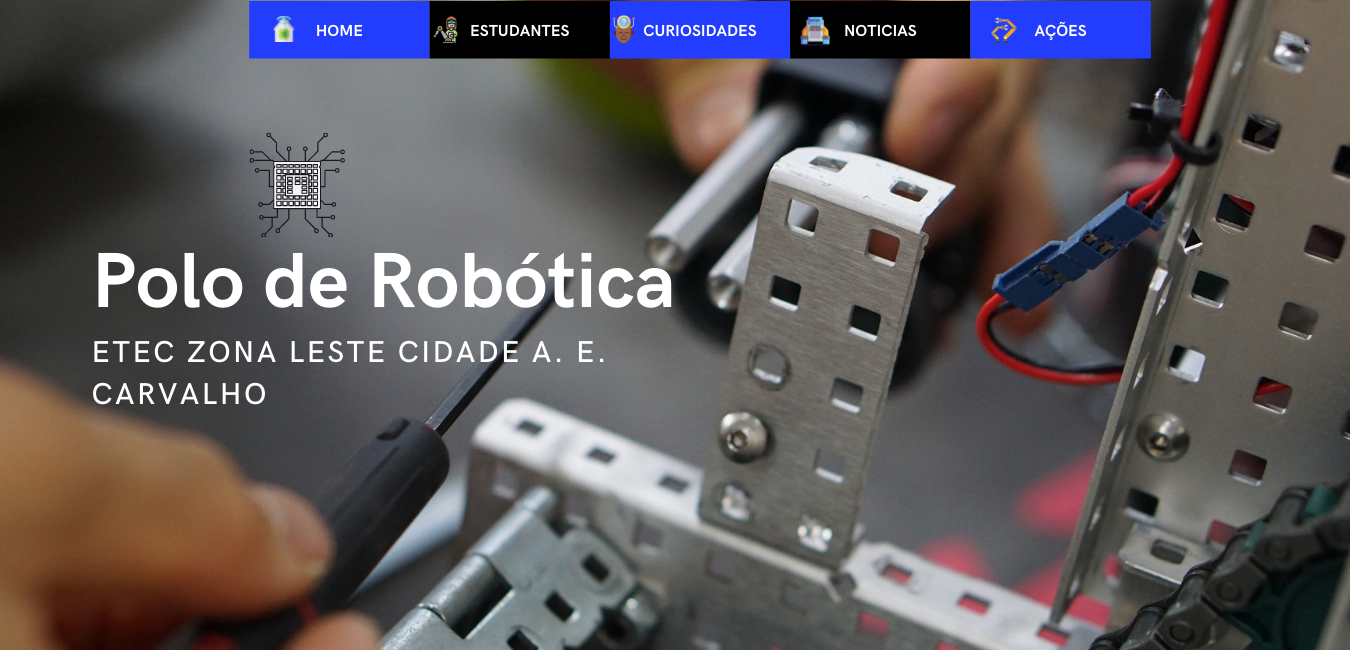 HOME
ESTUDANTES
CURIOSIDADES
NOTICIAS
AÇÕES
Polo de Robótica
ETEC ZONA LESTE CIDADE A. E.
CARVALHO